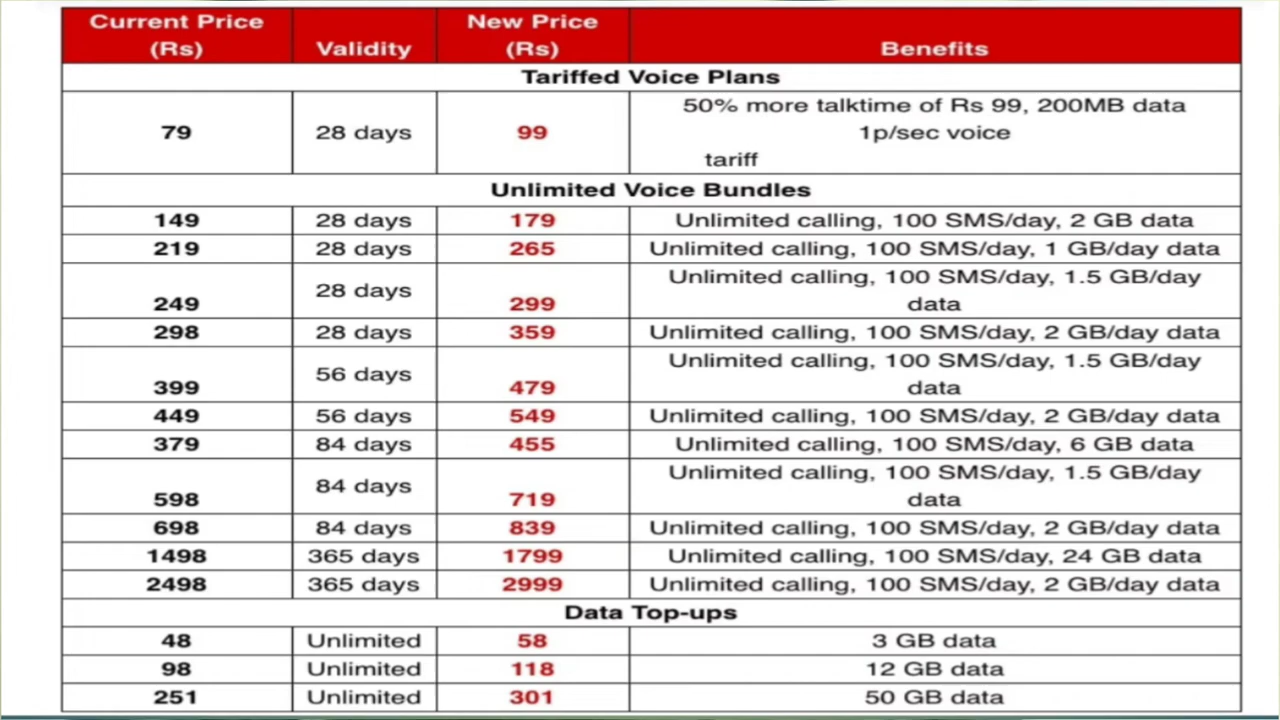 Current Price (Rs) Validity New Price (Rs) Benefits
Tariffed Voice Plans
79 28 days 99 50% more talktime of Rs 99, 200MB data 1p/sec voice tariff
Unlimited Voice Bundles
149 28 days 179 Unlimited calling, 100 SMS/day, 2 GB data
219 28 days 265 Unlimited calling, 100 SMS/day, 1 GB/day data
249 28 days 299 Unlimited calling, 100 SMS/day, 1.5 GB/day data
298 28 days 359 Unlimited calling, 100 SMS/day, 2 GB/day data
399 56 days 479 Unlimited calling, 100 SMS/day, 1.5 GB/day data
449 56 days 549 Unlimited calling, 100 SMS/day, 2 GB/day data
379 84 days 455 Unlimited calling, 100 SMS/day, 6 GB data
598 84 days 719 Unlimited calling, 100 SMS/day, 1.5 GB/day data
698 84 days 839 Unlimited calling, 100 SMS/day, 2 GB/day data
1498 365 days 1799 Unlimited calling, 100 SMS/day, 24 GB data
2498 365 days 2999 Unlimited calling, 100 SMS/day, 2 GB/day data
Data Top-ups
48 Unlimited 58 3 GB data
98 Unlimited 118 12 GB data
251 Unlimited 301 50 GB data